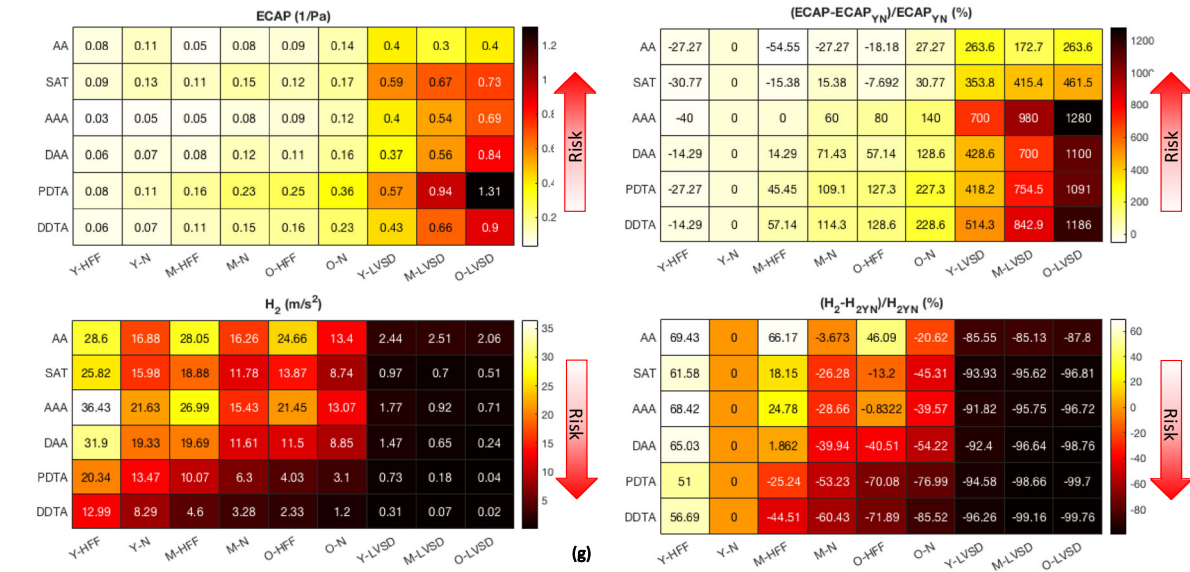 ECAP (1/Pa)
AA 0.08 0.11 0.05 0.08 0.09 0.14 0.4 0.3 0.4
SAT 0.09 0.13 0.11 0.15 0.12 0.17 0.59 0.67 0.73
AAA 0.03 0.05 0.05 0.08 0.09 0.12 0.4 0.54 0.69
DAA 0.06 0.07 0.08 0.12 0.11 0.16 0.37 0.56 0.84
PDTA 0.08 0.11 0.16 0.23 0.25 0.36 0.57 0.94 1.31
DDTA 0.06 0.07 0.11 0.15 0.16 0.23 0.43 0.66 0.9
Y-HFF Y-N M-HFF M-N O-HFF O-N Y-LVSD M-LVSD O-LVSD
1.2
1
0.8
0.6
0.4
0.2
Risk
(ECAP-ECAP_YN)/ECAP_YN (%)
AA -27.27 0 -54.55 -27.27 -18.18 27.27 263.6 172.7 263.6
SAT -30.77 0 -15.38 15.38 -7.692 30.77 353.8 415.4 461.5
AAA -40 0 0 60 80 140 700 980 1280
DAA -14.29 0 14.29 71.43 57.14 128.6 428.6 700 1100
PDTA -27.27 0 45.45 109.1 127.3 227.3 418.2 754.5 1091
DDTA -14.29 0 57.14 114.3 128.6 228.6 514.3 842.9 1186
Y-HFF Y-N M-HFF M-N O-HFF O-N Y-LVSD M-LVSD O-LVSD
1200
1000
800
600
400
200
0
Risk
H₂ (m/s²)
AA 28.6 16.88 28.05 16.26 24.66 13.4 2.44 2.51 2.06
SAT 25.82 15.98 18.88 11.78 13.87 8.74 0.97 0.7 0.51
AAA 36.43 21.63 26.99 15.43 21.45 13.07 1.77 0.92 0.71
DAA 31.9 19.33 19.69 11.61 11.5 8.85 1.47 0.65 0.24
PDTA 20.34 13.47 10.07 6.3 4.03 3.1 0.73 0.18 0.04
DDTA 12.99 8.29 4.6 3.28 2.33 1.2 0.31 0.07 0.02
Y-HFF Y-N M-HFF M-N O-HFF O-N Y-LVSD M-LVSD O-LVSD
35
30
25
20
15
10
5
Risk
(H₂-H_2YN)/H_2YN (%)
AA 69.43 0 66.17 -3.673 46.09 -20.62 -85.55 -85.13 -87.8
SAT 61.58 0 18.15 -26.28 -13.2 -45.31 -93.93 -95.62 -96.81
AAA 68.42 0 24.78 -28.66 -0.8322 -39.57 -91.82 -95.75 -96.72
DAA 65.03 0 1.862 -39.94 -40.51 -54.22 -92.4 -96.64 -98.76
PDTA 51 0 -25.24 -53.23 -70.08 -76.99 -94.58 -98.66 -99.7
DDTA 56.69 0 -44.51 -60.43 -71.89 -85.52 -96.26 -99.16 -99.76
Y-HFF Y-N M-HFF M-N O-HFF O-N Y-LVSD M-LVSD O-LVSD
60
40
20
0
-20
-40
-60
-80
Risk
(g)